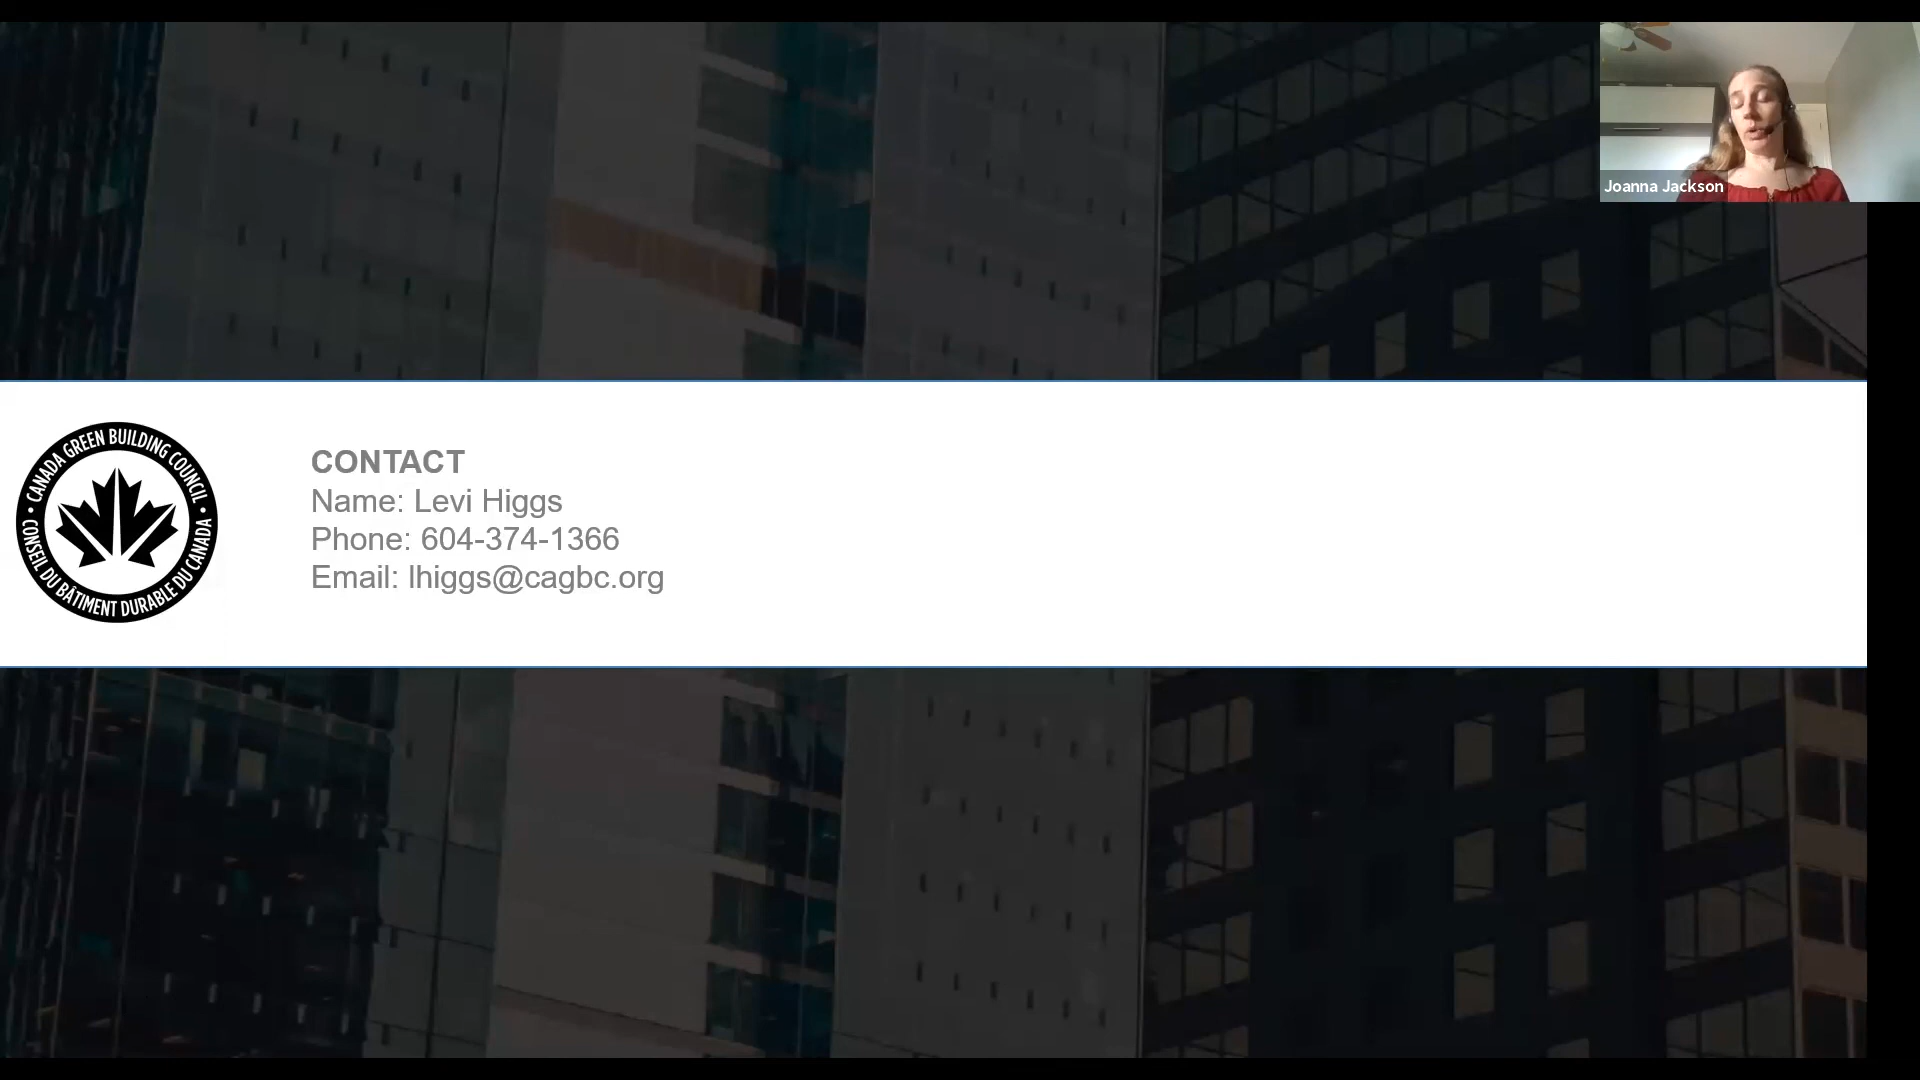 Joanna Jackson
• CANADA GREEN BUILDING COUNCIL •
CONSEIL DU BÂTIMENT DURABLE DU CANADA
CONTACT
Name: Levi Higgs
Phone: 604-374-1366
Email: lhiggs@cagbc.org